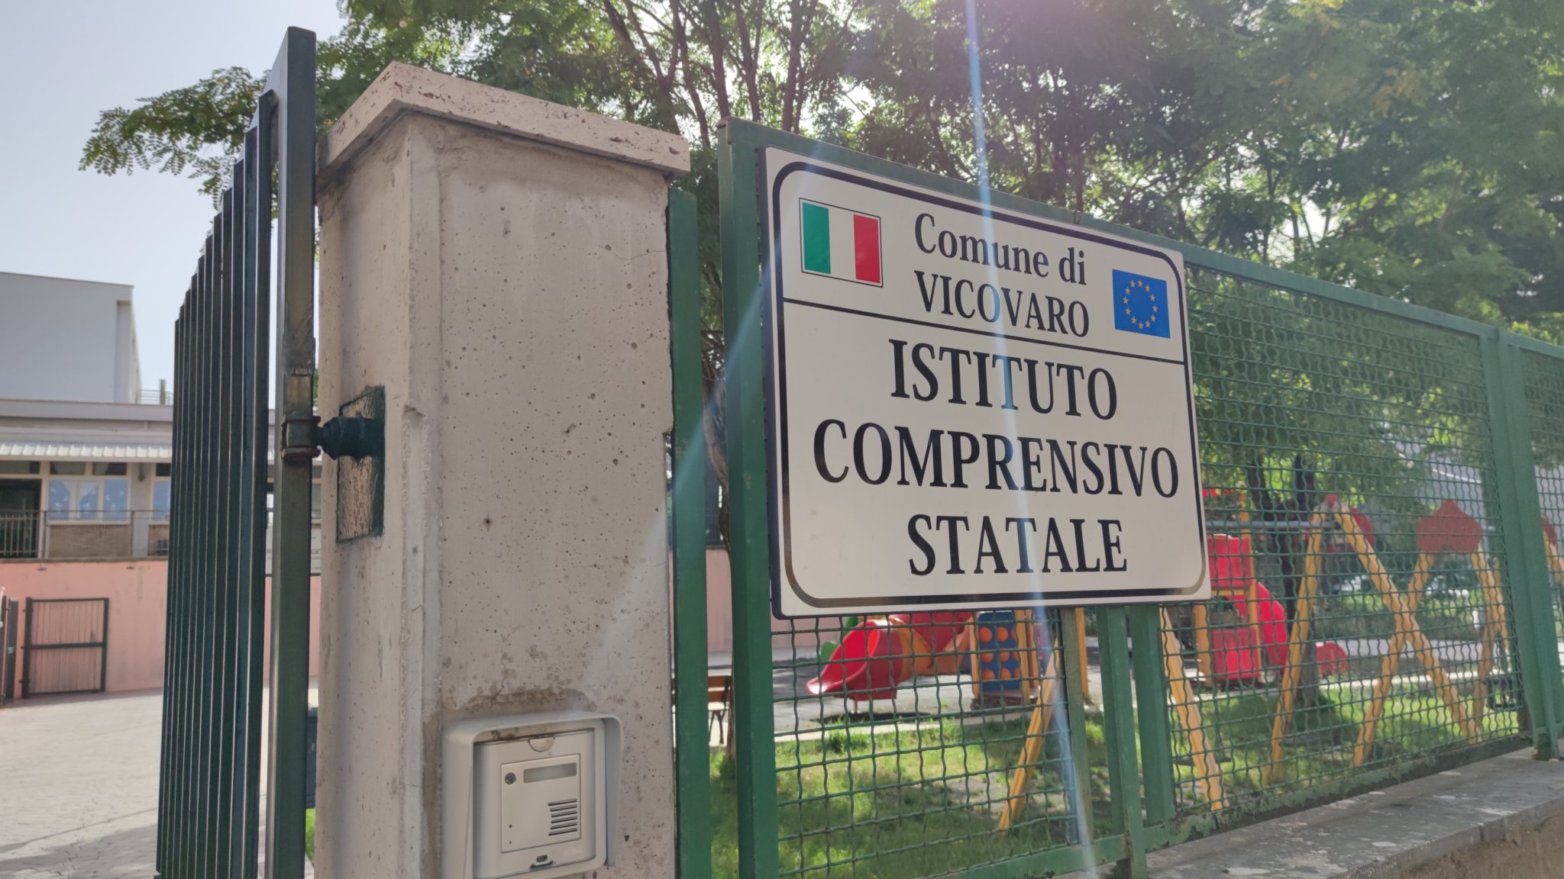 Comune di
VICOVARO
ISTITUTO
COMPRENSIVO
STATALE